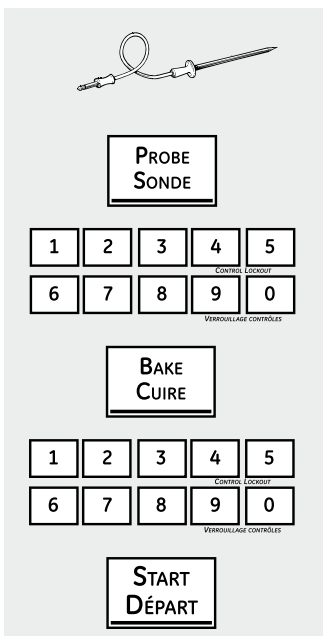 PROBE
SONDE
1 2 3 4 5
CONTROL LOCKOUT
6 7 8 9 0
VERROUILLAGE CONTRÔLES
BAKE
CUIRE
1 2 3 4 5
CONTROL LOCKOUT
6 7 8 9 0
VERROUILLAGE CONTRÔLES
START
DÉPART